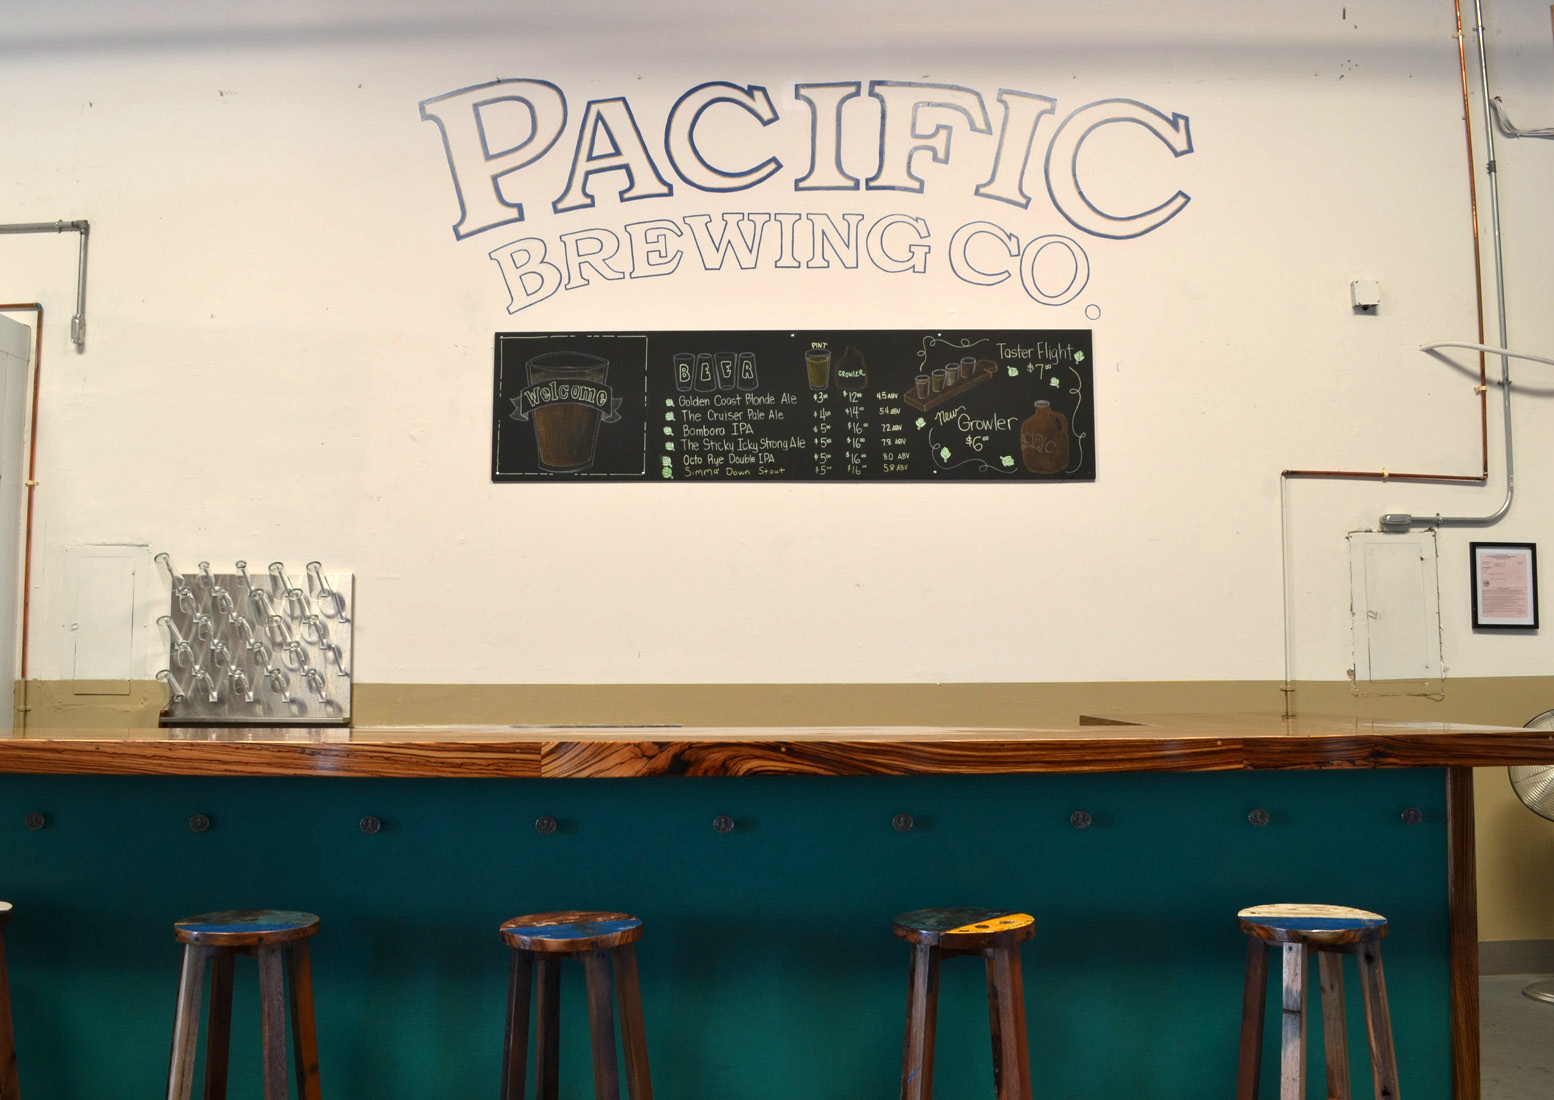 PACIFIC
BREWING CO.
Welcome
BEER
PINT
GROWLER
Golden Coast Blonde Ale $3.00 $12.00 4.5 ABV
The Cruiser Pale Ale $4.00 $14.00 5.4 ABV
Bombora IPA $5.00 $16.00 7.2 ABV
The Sticky Icky Strong Ale $5.00 $16.00 7.9 ABV
Octo Rye Double IPA $5.00 $16.00 8.0 ABV
Simma Down Stout $5.00 $16.00 5.8 ABV
Taster Flight
$7.00
New
Growler
$6.00